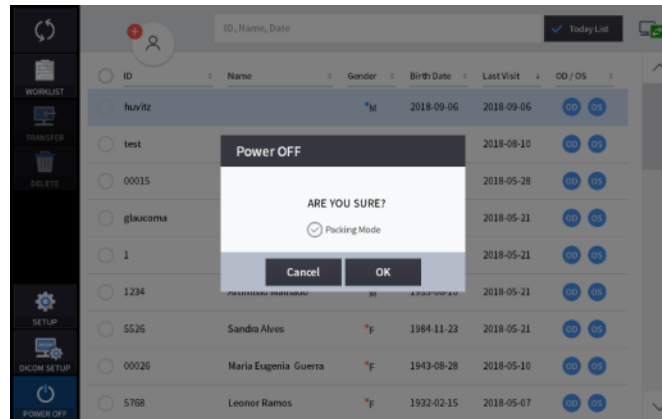 ID, Name, Date
Today List
WORKLIST
TRANSFER
DELETE
SETUP
DICOM SETUP
POWER OFF
ID Name Gender Birth Date Last Visit OD / OS
huvitz M 2018-09-06 2018-09-06 OD OS
test 2018-08-10 OD OS
00015 2018-05-28 OD OS
glaucoma 2018-05-21 OD OS
1 2018-05-21 OD OS
1234 M 2018-05-21 OD OS
5526 Sandra Alves F 1984-11-23 2018-05-21 OD OS
00026 Maria Eugenia Guerra F 1943-08-28 2018-05-10 OD OS
5768 Leonor Ramos F 1932-02-15 2018-05-07 OD OS
Power OFF
ARE YOU SURE?
Packing Mode
Cancel OK